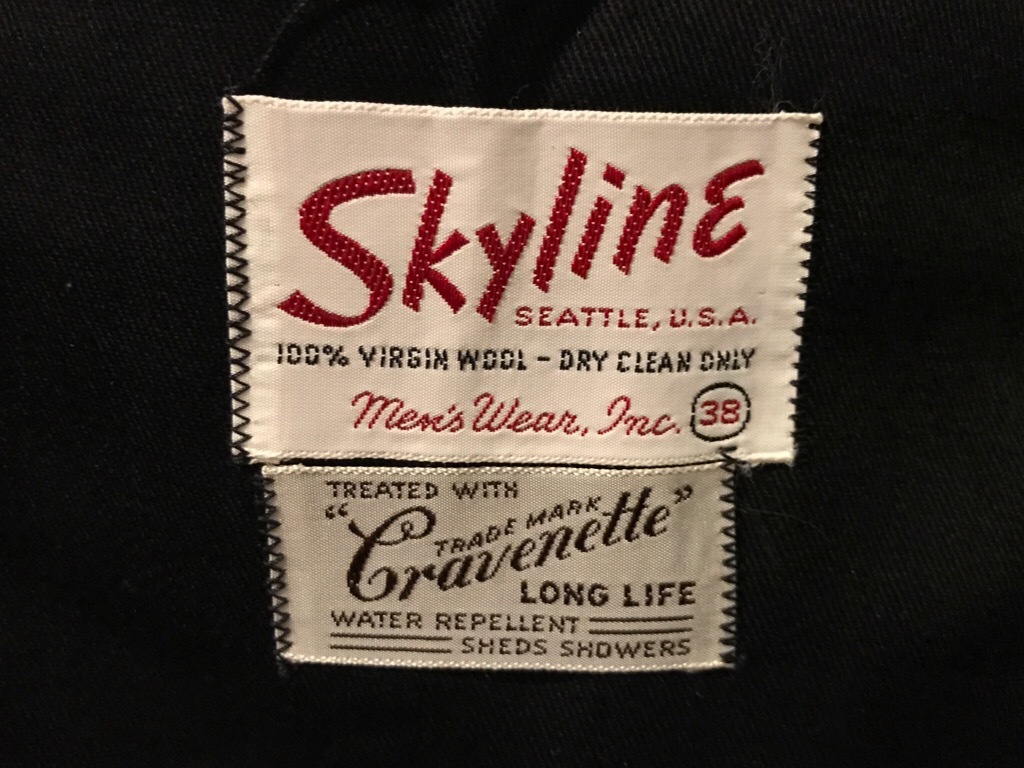 Skyline
SEATTLE, U.S.A.
100% VIRGIN WOOL - DRY CLEAN ONLY
Men's Wear, Inc. 38
TREATED WITH
"Cravenette"
TRADE MARK
LONG LIFE
WATER REPELLENT
SHEDS SHOWERS